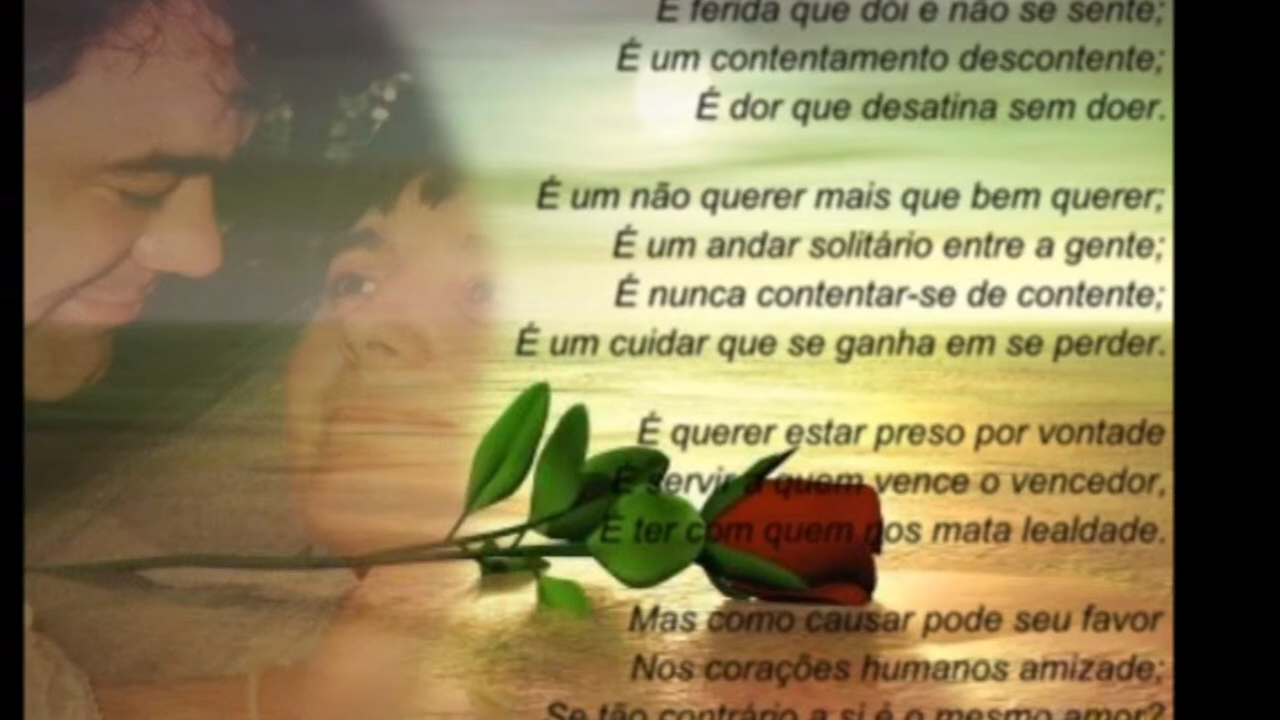 É ferida que dói e não se sente;
É um contentamento descontente;
É dor que desatina sem doer.
É um não querer mais que bem querer;
É um andar solitário entre a gente;
É nunca contentar-se de contente;
É um cuidar que se ganha em se perder.
É querer estar preso por vontade
É servir a quem vence o vencedor,
É ter com quem nos mata lealdade.
Mas como causar pode seu favor
Nos corações humanos amizade;
Se tão contrário a si é o mesmo amor?